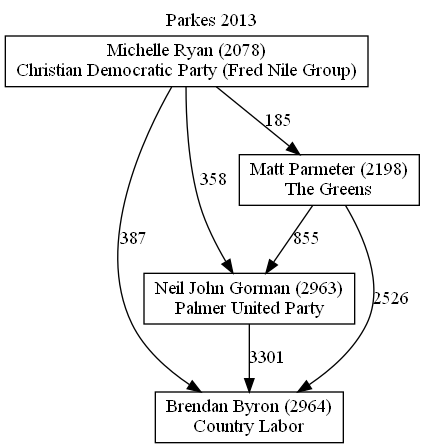 Parkes 2013
Michelle Ryan (2078)
Christian Democratic Party (Fred Nile Group)
185
Matt Parmeter (2198)
The Greens
358
387
855
Neil John Gorman (2963)
Palmer United Party
2526
3301
Brendan Byron (2964)
Country Labor